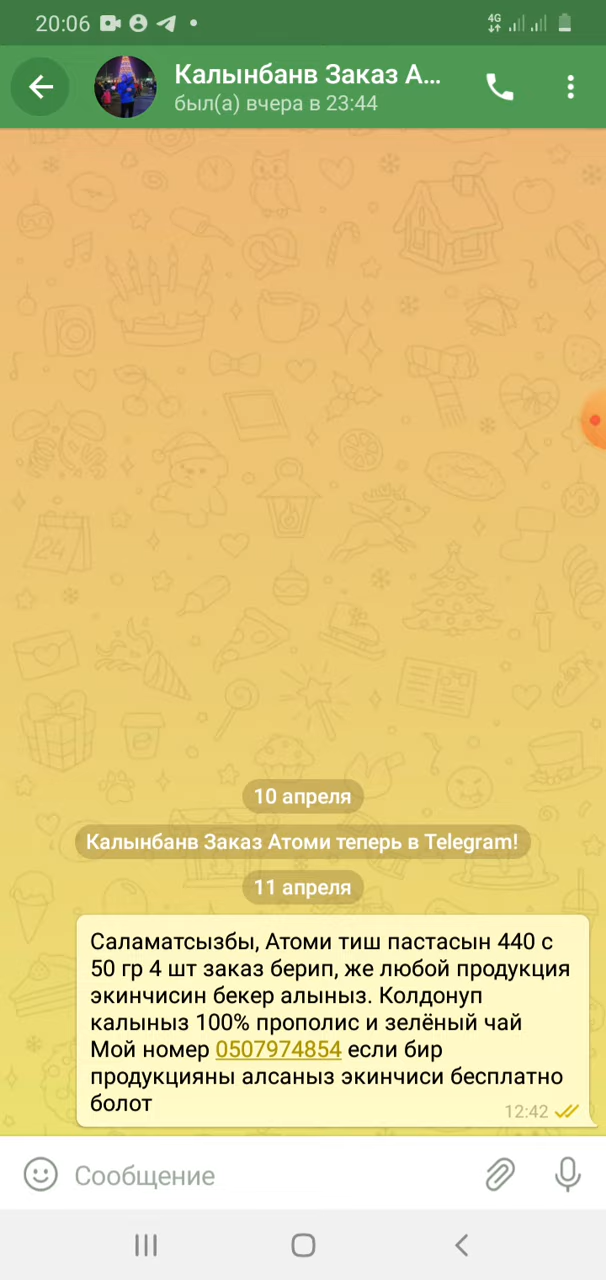 20:06
4G
Калынбанв Заказ А...
был(а) вчера в 23:44
24
10 апреля
Калынбанв Заказ Атоми теперь в Telegram!
11 апреля
Саламатсызбы, Атоми тиш пастасын 440 с
50 гр 4 шт заказ берип, же любой продукция
экинчисин бекер алыныз. Колдонуп
калыныз 100% прополис и зелёный чай
Мой номер 0507974854 если бир
продукцияны алсаныз экинчиси бесплатно
болот
12:42
Сообщение